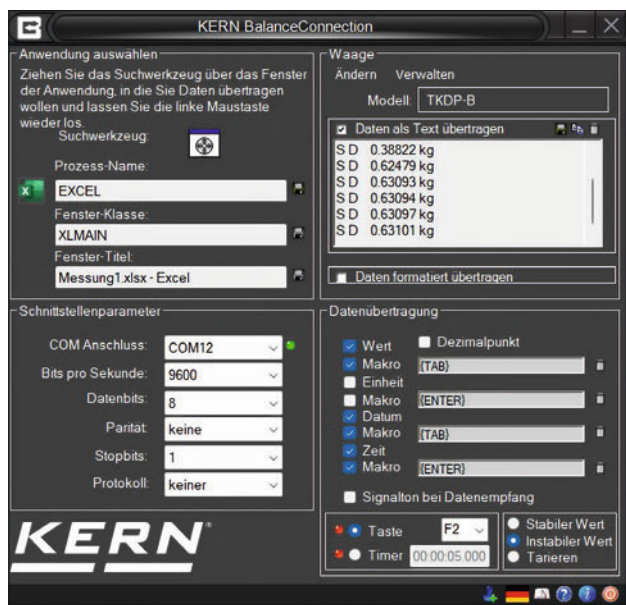 KERN BalanceConnection
Anwendung auswählen
Ziehen Sie das Suchwerkzeug über das Fenster
der Anwendung, in die Sie Daten übertragen
wollen und lassen Sie die linke Maustaste
wieder los.
Suchwerkzeug:
Prozess-Name:
EXCEL
Fenster-Klasse:
XLMAIN
Fenster-Titel:
Messung1.xlsx - Excel
Waage
Ändern Verwalten
Modell: TKDP-B
Daten als Text übertragen
S D 0.38822 kg
S D 0.62479 kg
S D 0.63093 kg
S D 0.63094 kg
S D 0.63097 kg
S D 0.63101 kg
Daten formatiert übertragen
Schnittstellenparameter
COM Anschluss: COM12
Bits pro Sekunde: 9600
Datenbits: 8
Parität: keine
Stopbits: 1
Protokoll: keiner
KERN
Datenübertragung
Wert Dezimalpunkt
Makro {TAB}
Einheit
Makro {ENTER}
Datum
Makro {TAB}
Zeit
Makro {ENTER}
Signalton bei Datenempfang
Taste F2
Timer 00:00:05.000
Stabiler Wert
Instabiler Wert
Tarieren